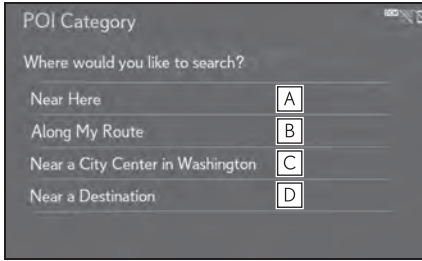 POI Category
Where would you like to search?
Near Here A
Along My Route B
Near a City Center in Washington C
Near a Destination D